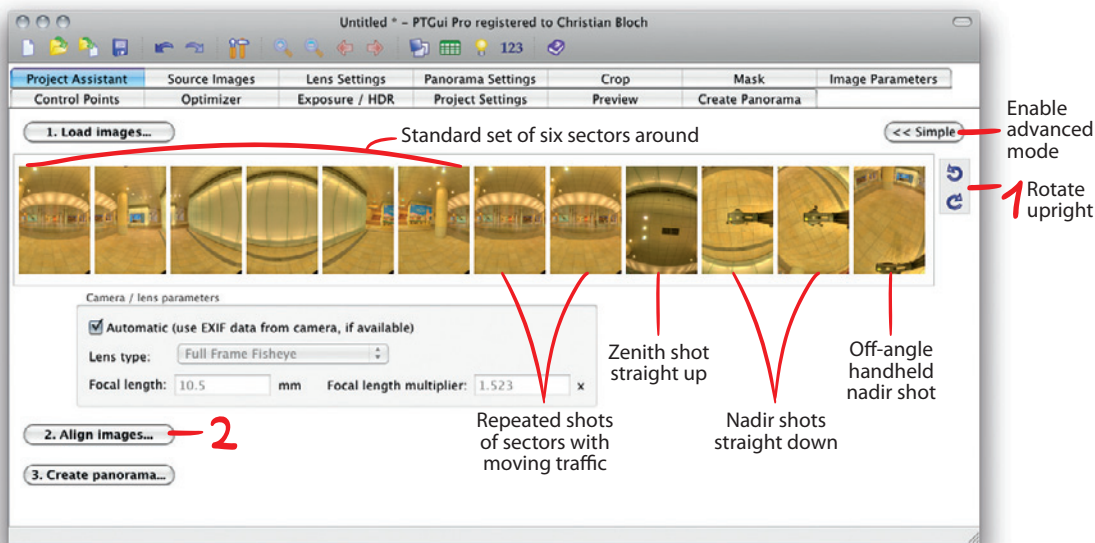 Untitled * – PTGui Pro registered to Christian Bloch
123
Project Assistant Source Images Lens Settings Panorama Settings Crop Mask Image Parameters
Control Points Optimizer Exposure / HDR Project Settings Preview Create Panorama
1. Load images...
Standard set of six sectors around
<< Simple
Enable
advanced
mode
1
Rotate
upright
Camera / lens parameters
Automatic (use EXIF data from camera, if available)
Lens type: Full Frame Fisheye
Focal length: 10.5 mm Focal length multiplier: 1.523 x
Zenith shot
straight up
Off-angle
handheld
nadir shot
Repeated shots
of sectors with
moving traffic
Nadir shots
straight down
2. Align images...
2
3. Create panorama...